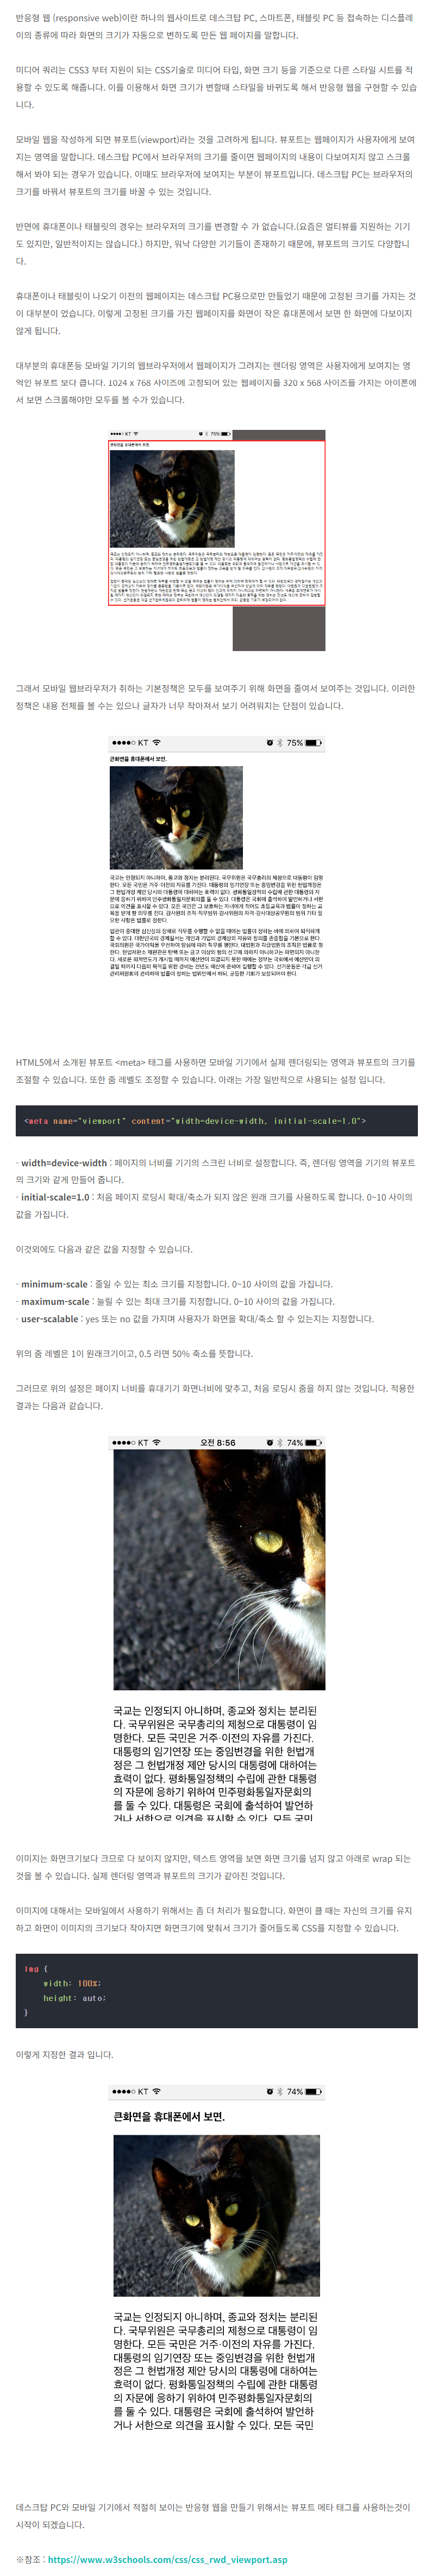 반응형 웹 (responsive web)이란 하나의 웹사이트로 데스크탑 PC, 스마트폰, 태블릿 PC 등 접속하는 디스플레
이의 종류에 따라 화면의 크기가 자동으로 변하도록 만든 웹 페이지를 말합니다.
미디어 쿼리는 CSS3 부터 지원이 되는 CSS기술로 미디어 타입, 화면 크기 등을 기준으로 다른 스타일 시트를 적
용할 수 있도록 해줍니다. 이를 이용해서 화면 크기가 변할때 스타일을 바뀌도록 해서 반응형 웹을 구현할 수 있습
니다.
모바일 웹을 작성하게 되면 뷰포트(viewport)라는 것을 고려하게 됩니다. 뷰포트는 웹페이지가 사용자에게 보여
지는 영역을 말합니다. 데스크탑 PC에서 브라우저의 크기를 줄이면 웹페이지의 내용이 다보여지지 않고 스크롤
해서 봐야 되는 경우가 있습니다. 이때도 브라우저에 보여지는 부분이 뷰포트입니다. 데스크탑 PC는 브라우저의
크기를 바꿔서 뷰포트의 크기를 바꿀 수 있는 것입니다.
반면에 휴대폰이나 태블릿의 경우는 브라우저의 크기를 변경할 수 가 없습니다.(요즘은 멀티뷰를 지원하는 기기
도 있지만, 일반적이지는 않습니다.) 하지만, 워낙 다양한 기기들이 존재하기 때문에, 뷰포트의 크기도 다양합니
다.
휴대폰이나 태블릿이 나오기 이전의 웹페이지는 데스크탑 PC용으로만 만들었기 때문에 고정된 크기를 가지는 것
이 대부분이 었습니다. 이렇게 고정된 크기를 가진 웹페이지를 화면이 작은 휴대폰에서 보면 한 화면에 다보이지
않게 됩니다.
대부분의 휴대폰등 모바일 기기의 웹브라우저에서 웹페이지가 그려지는 렌더링 영역은 사용자에게 보여지는 영
역인 뷰포트 보다 큽니다. 1024 x 768 사이즈에 고정되어 있는 웹페이지를 320 x 568 사이즈를 가지는 아이폰에
서 보면 스크롤해야만 모두를 볼 수가 있습니다.
KT 75%
큰화면을 휴대폰에서 보면.
그래서 모바일 웹브라우저가 취하는 기본정책은 모두를 보여주기 위해 화면을 줄여서 보여주는 것입니다. 이러한
정책은 내용 전체를 볼 수는 있으나 글자가 너무 작아져서 보기 어려워지는 단점이 있습니다.
KT 75%
큰화면을 휴대폰에서 보면.
HTML5에서 소개된 뷰포트 <meta> 태그를 사용하면 모바일 기기에서 실제 렌더링되는 영역과 뷰포트의 크기를
조절할 수 있습니다. 또한 줌 레벨도 조정할 수 있습니다. 아래는 가장 일반적으로 사용되는 설정 입니다.
<meta name="viewport" content="width=device-width, initial-scale=1.0">
- width=device-width : 페이지의 너비를 기기의 스크린 너비로 설정합니다. 즉, 렌더링 영역을 기기의 뷰포트
의 크기와 같게 만들어 줍니다.
- initial-scale=1.0 : 처음 페이지 로딩시 확대/축소가 되지 않은 원래 크기를 사용하도록 합니다. 0~10 사이의
값을 가집니다.
이것외에도 다음과 같은 값을 지정할 수 있습니다.
- minimum-scale : 줄일 수 있는 최소 크기를 지정합니다. 0~10 사이의 값을 가집니다.
- maximum-scale : 늘릴 수 있는 최대 크기를 지정합니다. 0~10 사이의 값을 가집니다.
- user-scalable : yes 또는 no 값을 가지며 사용자가 화면을 확대/축소 할 수 있는지는 지정합니다.
위의 줌 레벨은 1이 원래크기이고, 0.5 라면 50% 축소를 뜻합니다.
그러므로 위의 설정은 페이지 너비를 휴대기기 화면너비에 맞추고, 처음 로딩시 줌을 하지 않는 것입니다. 적용한
결과는 다음과 같습니다.
KT 오전 8:56 74%
국교는 인정되지 아니하며, 종교와 정치는 분리된
다. 국무위원은 국무총리의 제청으로 대통령이 임
명한다. 모든 국민은 거주·이전의 자유를 가진다.
대통령의 임기연장 또는 중임변경을 위한 헌법개
정은 그 헌법개정 제안 당시의 대통령에 대하여는
효력이 없다. 평화통일정책의 수립에 관한 대통령
의 자문에 응하기 위하여 민주평화통일자문회의
를 둘 수 있다. 대통령은 국회에 출석하여 발언하
거나 서한으로 의견을 표시할 수 있다. 모든 국민
이미지는 화면크기보다 크므로 다 보이지 않지만, 텍스트 영역을 보면 화면 크기를 넘지 않고 아래로 wrap 되는
것을 볼 수 있습니다. 실제 렌더링 영역과 뷰포트의 크기가 같아진 것입니다.
이미지에 대해서는 모바일에서 사용하기 위해서는 좀 더 처리가 필요합니다. 화면이 클 때는 자신의 크기를 유지
하고 화면이 이미지의 크기보다 작아지면 화면크기에 맞춰서 크기가 줄어들도록 CSS를 지정할 수 있습니다.
img {
width: 100%;
height: auto;
}
이렇게 지정한 결과 입니다.
KT 74%
큰화면을 휴대폰에서 보면.
국교는 인정되지 아니하며, 종교와 정치는 분리된
다. 국무위원은 국무총리의 제청으로 대통령이 임
명한다. 모든 국민은 거주·이전의 자유를 가진다.
대통령의 임기연장 또는 중임변경을 위한 헌법개
정은 그 헌법개정 제안 당시의 대통령에 대하여는
효력이 없다. 평화통일정책의 수립에 관한 대통령
의 자문에 응하기 위하여 민주평화통일자문회의
를 둘 수 있다. 대통령은 국회에 출석하여 발언하
거나 서한으로 의견을 표시할 수 있다. 모든 국민
데스크탑 PC와 모바일 기기에서 적절히 보이는 반응형 웹을 만들기 위해서는 뷰포트 메타 태그를 사용하는것이
시작이 되겠습니다.
※참조 : https://www.w3schools.com/css/css_rwd_viewport.asp